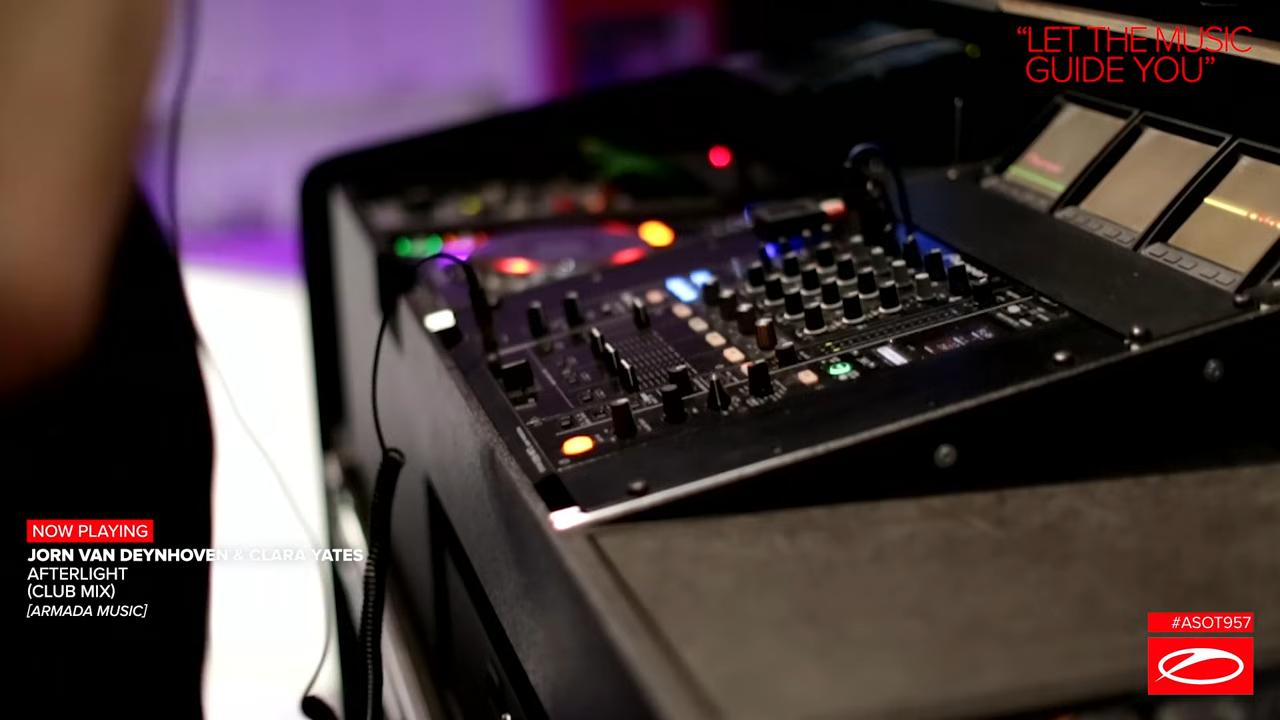 “LET THE MUSIC
GUIDE YOU”
NOW PLAYING
JORN VAN DEYNHOVEN & CLARA YATES
AFTERLIGHT
(CLUB MIX)
[ARMADA MUSIC]
#ASOT957